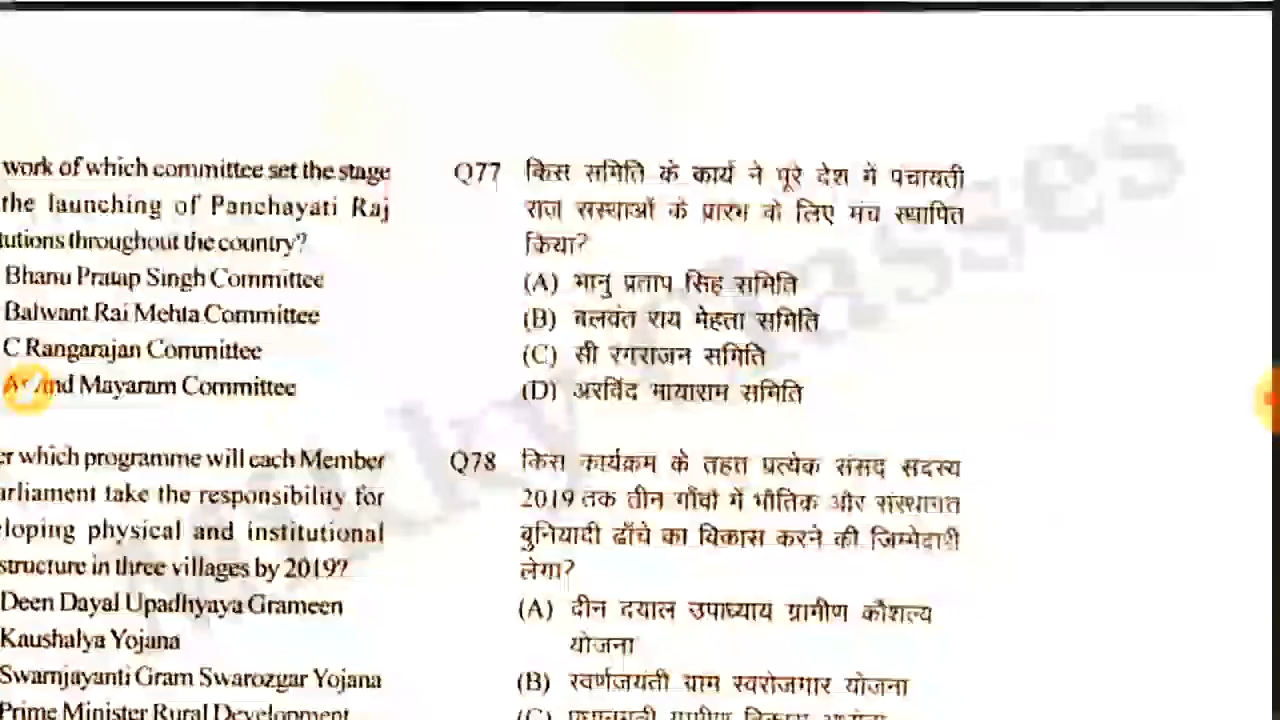 work of which committee set the stage
the launching of Panchayati Raj
tutions throughout the country?
Bhanu Pratap Singh Committee
Balwant Rai Mehta Committee
C Rangarajan Committee
Mayaram Committee
er which programme will each Member
arliament take the responsibility for
loping physical and institutional
structure in three villages by 2019?
Deen Dayal Upadhyaya Grameen
Kaushalya Yojana
Swarnjayanti Gram Swarozgar Yojana
Prime Minister Rural Development
Q77 किस समिति के कार्य ने पूरे देश में पंचायती
राज संस्थाओं के प्रारंभ के लिए मंच स्थापित
किया?
(A) भानु प्रताप सिंह समिति
(B) बलवंत राय मेहता समिति
(C) सी रंगराजन समिति
(D) अरविंद मायाराम समिति
Q78 किस कार्यक्रम के तहत प्रत्येक संसद सदस्य
2019 तक तीन गाँवों में भौतिक और संस्थागत
बुनियादी ढाँचे का विकास करने की जिम्मेदारी
लेगा?
(A) दीन दयाल उपाध्याय ग्रामीण कौशल्य
योजना
(B) स्वर्णजयंती ग्राम स्वरोजगार योजना
(C)
Classes